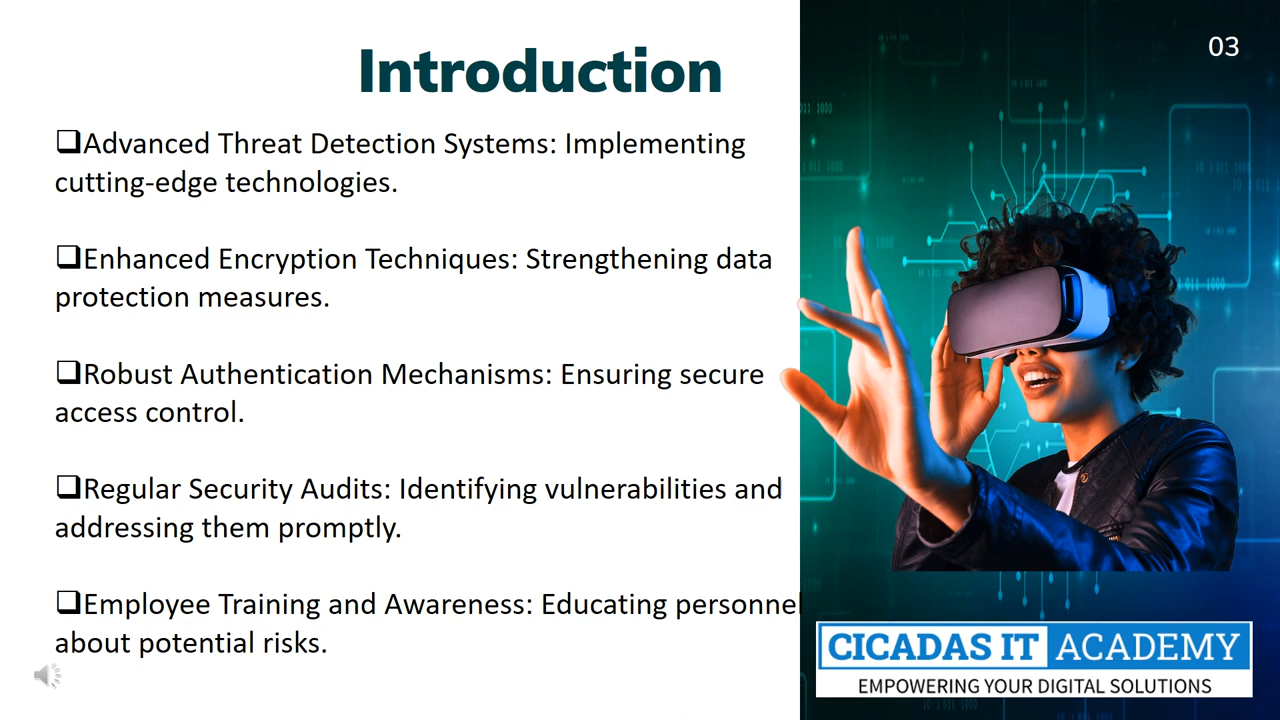 03
Introduction
❑Advanced Threat Detection Systems: Implementing
cutting-edge technologies.
❑Enhanced Encryption Techniques: Strengthening data
protection measures.
❑Robust Authentication Mechanisms: Ensuring secure
access control.
❑Regular Security Audits: Identifying vulnerabilities and
addressing them promptly.
❑Employee Training and Awareness: Educating personnel
about potential risks.
CICADAS IT ACADEMY
EMPOWERING YOUR DIGITAL SOLUTIONS